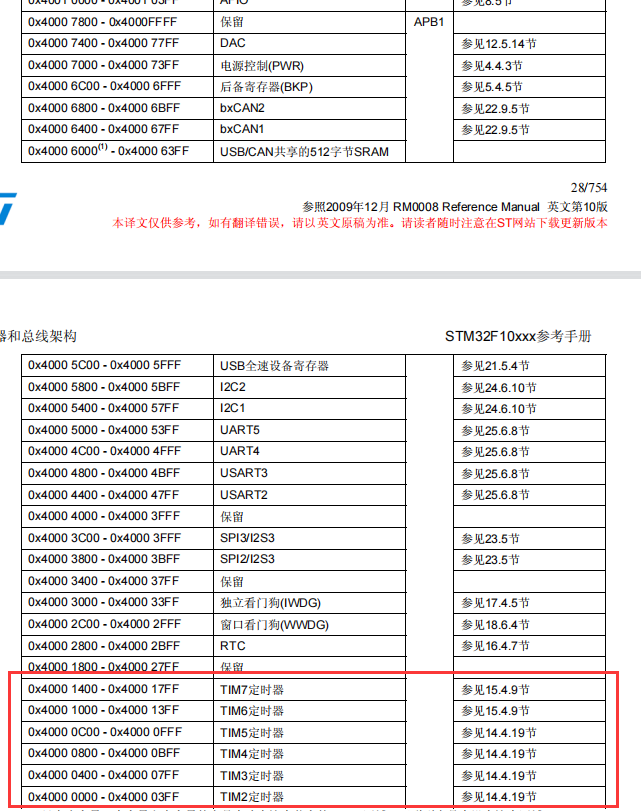 0x4001 0000 - 0x4001 03FF AFIO 参见8.5节
0x4000 7800 - 0x4000FFFF 保留 APB1
0x4000 7400 - 0x4000 77FF DAC 参见12.5.14节
0x4000 7000 - 0x4000 73FF 电源控制(PWR) 参见4.4.3节
0x4000 6C00 - 0x4000 6FFF 后备寄存器(BKP) 参见5.4.5节
0x4000 6800 - 0x4000 6BFF bxCAN2 参见22.9.5节
0x4000 6400 - 0x4000 67FF bxCAN1 参见22.9.5节
0x4000 6000(1) - 0x4000 63FF USB/CAN共享的512字节SRAM
28/754
参照2009年12月 RM0008 Reference Manual 英文第10版
本译文仅供参考，如有翻译错误，请以英文原稿为准。请读者随时注意在ST网站下载更新版本
器和总线架构 STM32F10xxx参考手册
0x4000 5C00 - 0x4000 5FFF USB全速设备寄存器 参见21.5.4节
0x4000 5800 - 0x4000 5BFF I2C2 参见24.6.10节
0x4000 5400 - 0x4000 57FF I2C1 参见24.6.10节
0x4000 5000 - 0x4000 53FF UART5 参见25.6.8节
0x4000 4C00 - 0x4000 4FFF UART4 参见25.6.8节
0x4000 4800 - 0x4000 4BFF USART3 参见25.6.8节
0x4000 4400 - 0x4000 47FF USART2 参见25.6.8节
0x4000 4000 - 0x4000 3FFF 保留
0x4000 3C00 - 0x4000 3FFF SPI3/I2S3 参见23.5节
0x4000 3800 - 0x4000 3BFF SPI2/I2S3 参见23.5节
0x4000 3400 - 0x4000 37FF 保留
0x4000 3000 - 0x4000 33FF 独立看门狗(IWDG) 参见17.4.5节
0x4000 2C00 - 0x4000 2FFF 窗口看门狗(WWDG) 参见18.6.4节
0x4000 2800 - 0x4000 2BFF RTC 参见16.4.7节
0x4000 1800 - 0x4000 27FF 保留
0x4000 1400 - 0x4000 17FF TIM7定时器 参见15.4.9节
0x4000 1000 - 0x4000 13FF TIM6定时器 参见15.4.9节
0x4000 0C00 - 0x4000 0FFF TIM5定时器 参见14.4.19节
0x4000 0800 - 0x4000 0BFF TIM4定时器 参见14.4.19节
0x4000 0400 - 0x4000 07FF TIM3定时器 参见14.4.19节
0x4000 0000 - 0x4000 03FF TIM2定时器 参见14.4.19节